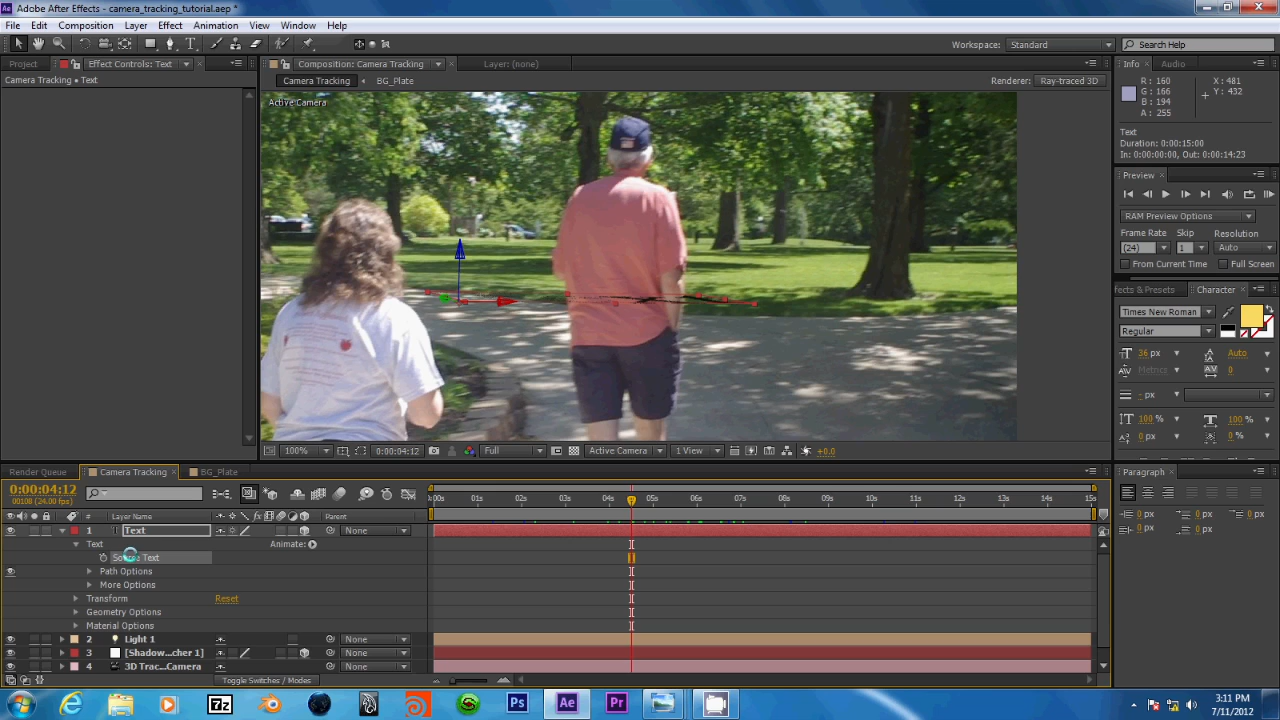 Adobe After Effects - camera_tracking_tutorial.aep *
File Edit Composition Layer Effect Animation View Window Help
Workspace: Standard Search Help
Project Effect Controls: Text Composition: Camera Tracking Layer: (none) Info Audio
Camera Tracking • Text
Camera Tracking BG_Plate Renderer: Ray-traced 3D
Active Camera
R : 160 X : 481
G : 166 Y : 432
B : 194
A : 255
Text
Duration: 0:00:15:00
In: 0:00:00:00, Out: 0:00:14:23
Preview
RAM Preview Options
Frame Rate Skip Resolution
(24) 1 Auto
From Current Time Full Screen
fects & Presets Character
Times New Roman
Regular
36 px Auto
Metrics 0
- px
100 % 100 %
0 px 0 %
100% 0:00:04:12 Full Active Camera 1 View +0.0
Render Queue Camera Tracking BG_Plate Paragraph
0:00:04:12
00108 (24.00 fps)
:00s 01s 02s 03s 04s 05s 06s 07s 08s 09s 10s 11s 12s 13s 14s 15s
# Layer Name Parent
1 T Text None
Text Animate:
Source Text
Path Options
More Options
Transform Reset
Geometry Options
Material Options
2 Light 1 None
3 [Shadow...cher 1] None
4 3D Trac...Camera None
Toggle Switches / Modes
0 px 0 px 0 px
0 px 0 px
7z Ps Ae Pr
3:11 PM
7/11/2012